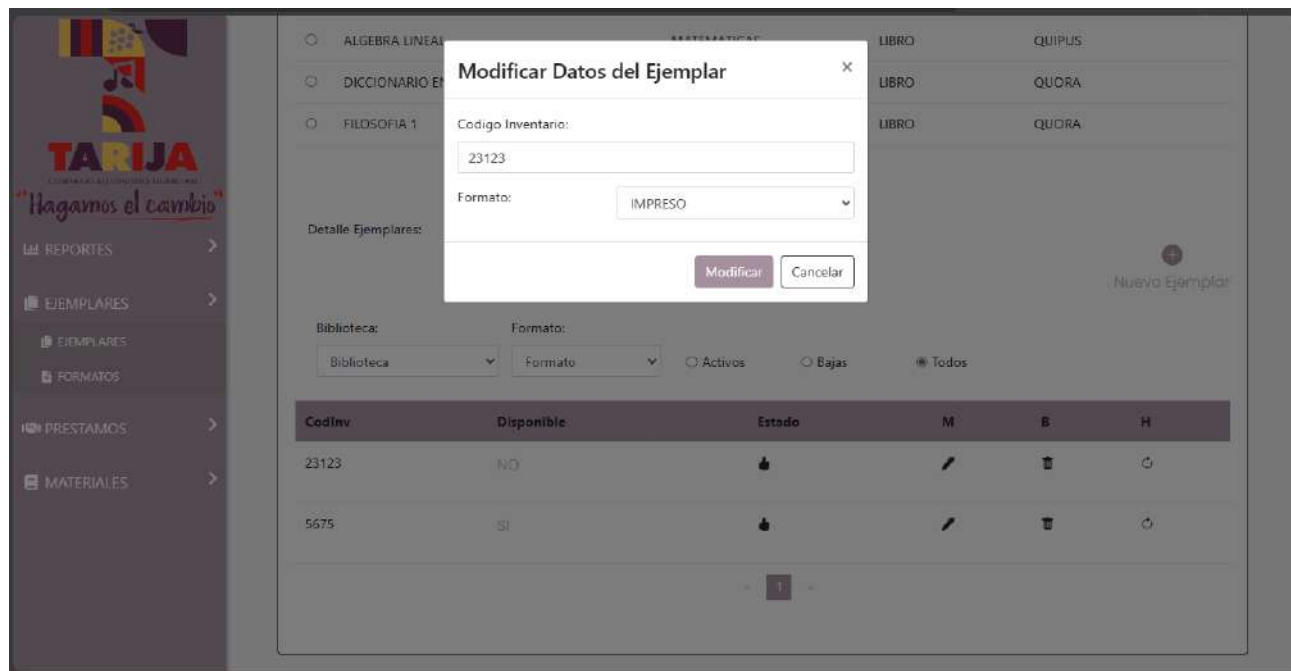 TARIJA
"Hagamos el cambio"
REPORTES
EJEMPLARES
EJEMPLARES
FORMATOS
PRESTAMOS
MATERIALES
ALGEBRA LINEAL MATEMATICAS LIBRO QUIPUS
DICCIONARIO LIBRO QUORA
FILOSOFIA 1 LIBRO QUORA
Modificar Datos del Ejemplar ×
Codigo Inventario:
23123
Formato: IMPRESO
Modificar Cancelar
Detalle Ejemplares:
Nuevo Ejemplar
Biblioteca: Formato:
Biblioteca Formato Activos Bajas Todos
CodInv Disponible Estado M B H
23123 NO
5675 SI
1